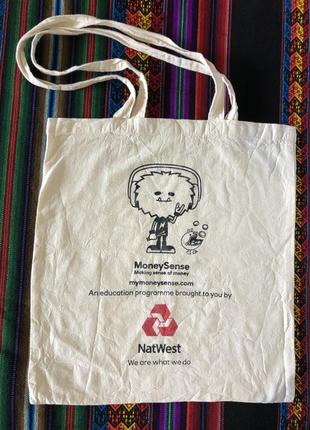 MoneySense
Making sense of money
mymoneysense.com
An education programme brought to you by
NatWest
We are what we do